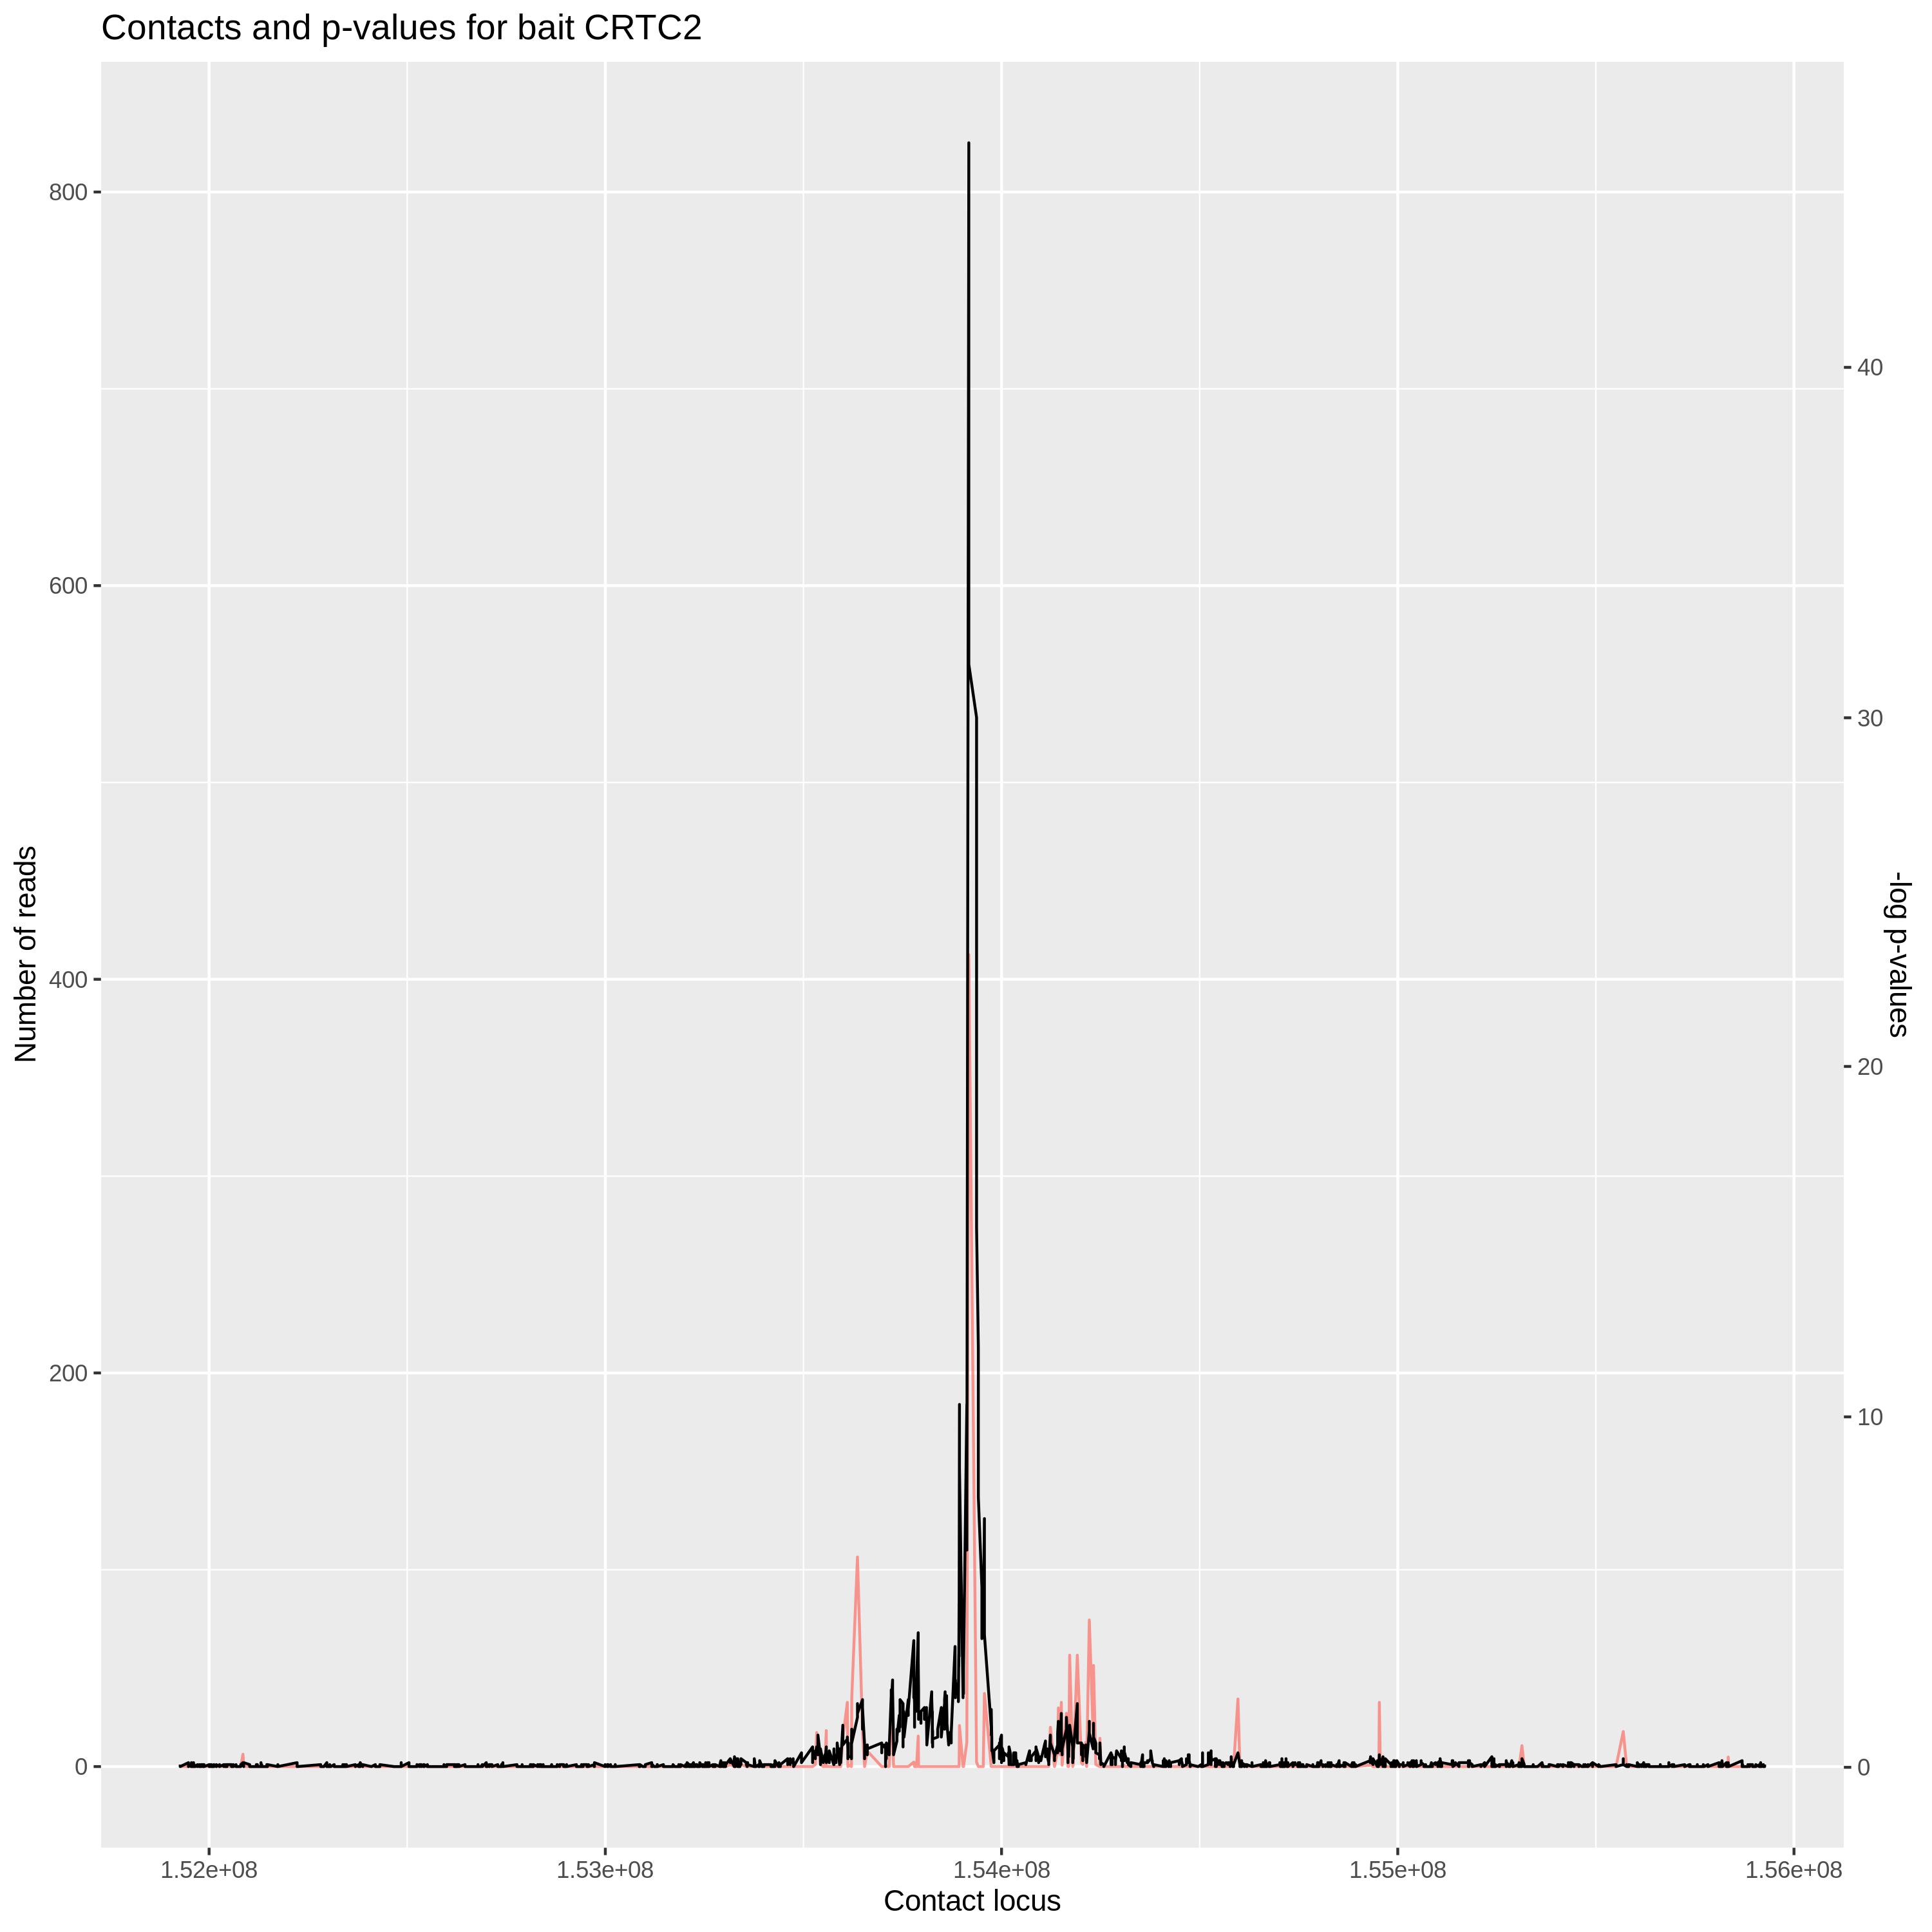 Contacts and p-values for bait CRTC2
800
600
400
200
0
Number of reads
40
30
20
10
0
-log p-values
1.52e+08 1.53e+08 1.54e+08 1.55e+08 1.56e+08
Contact locus